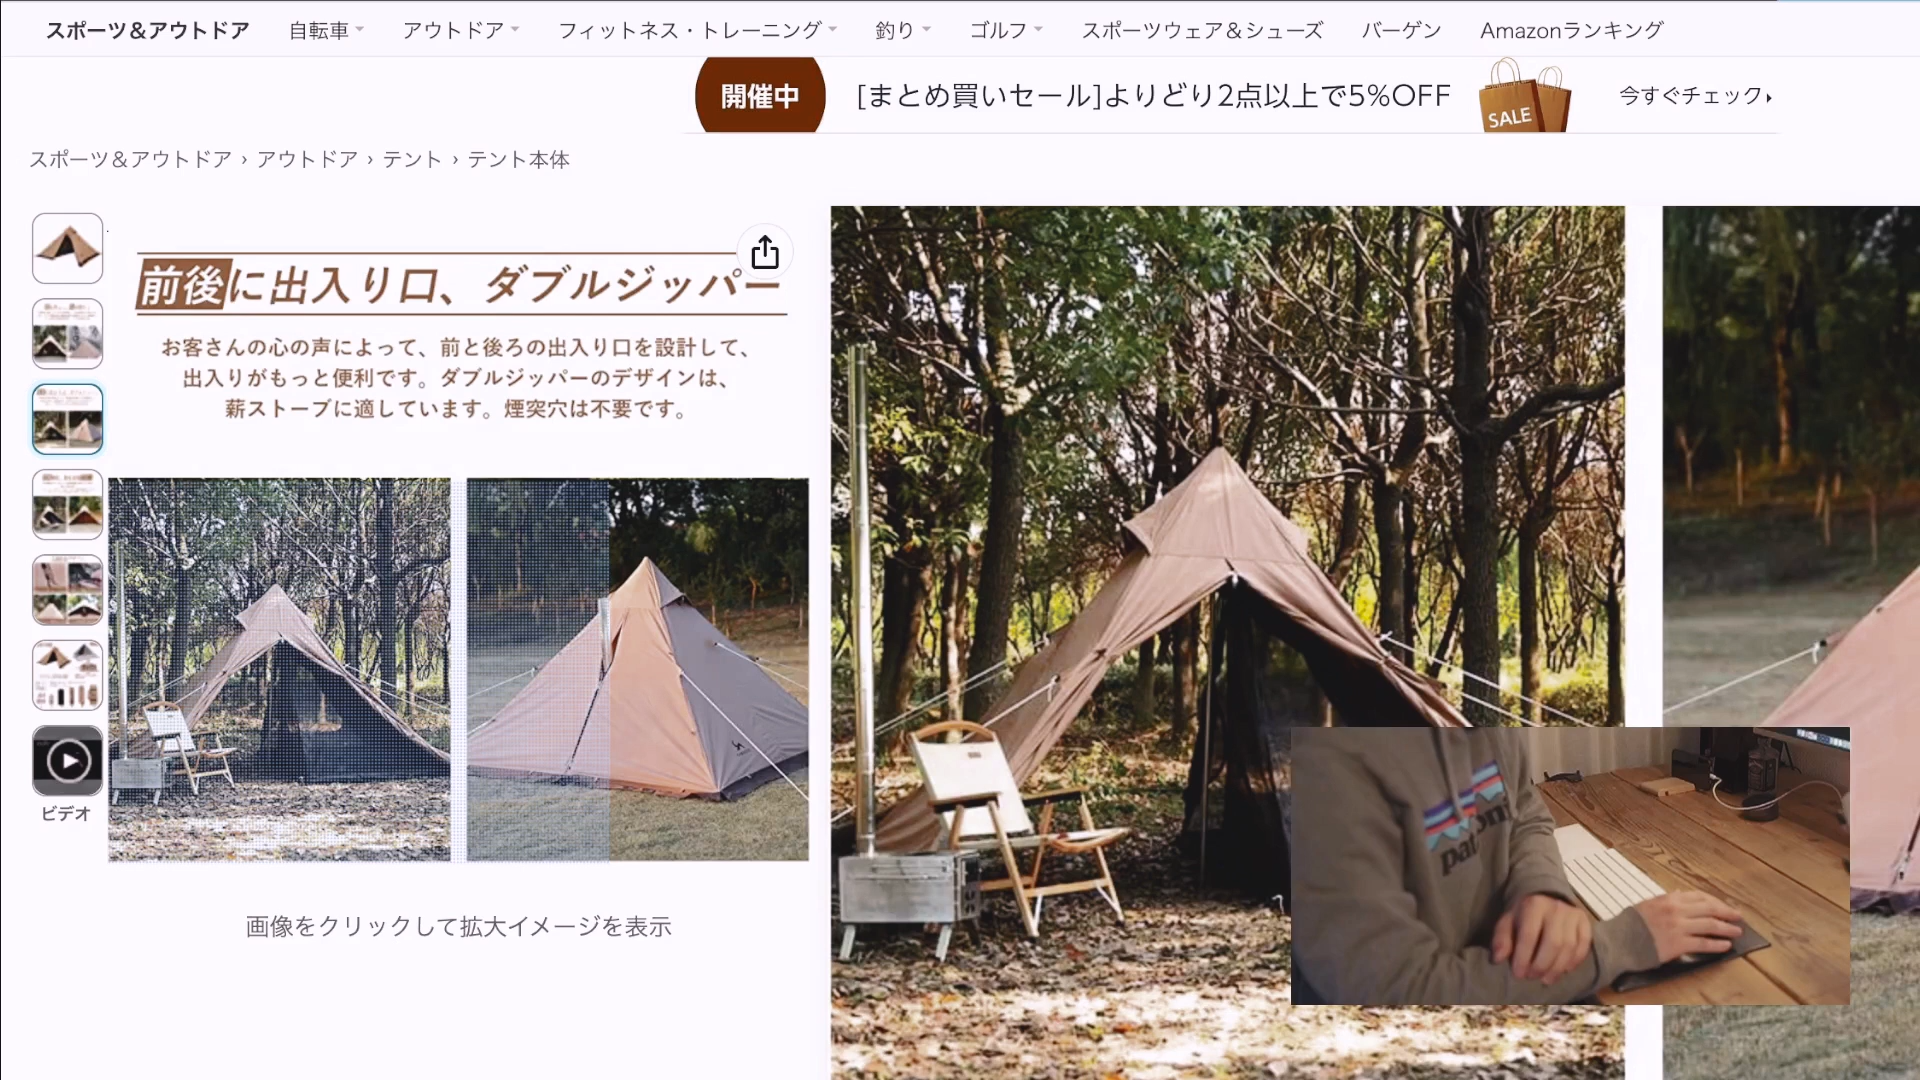 スポーツ＆アウトドア 自転車 アウトドア フィットネス・トレーニング 釣り ゴルフ スポーツウェア＆シューズ バーゲン Amazonランキング
開催中 [まとめ買いセール]よりどり2点以上で5%OFF SALE 今すぐチェック
スポーツ＆アウトドア › アウトドア › テント › テント本体
前後に出入り口、ダブルジッパー
お客さんの心の声によって、前と後ろの出入り口を設計して、
出入りがもっと便利です。ダブルジッパーのデザインは、
薪ストーブに適しています。煙突穴は不要です。
ビデオ
画像をクリックして拡大イメージを表示